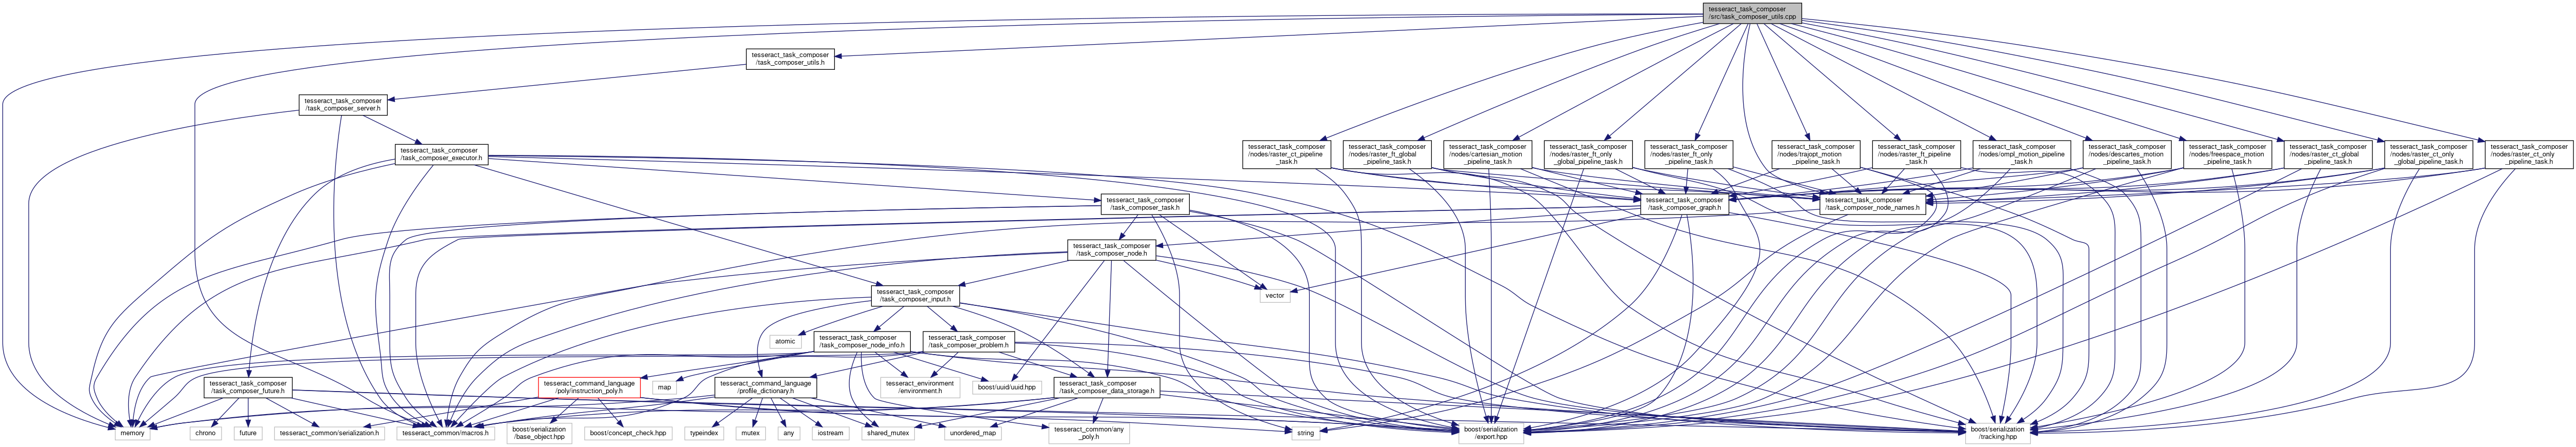 tesseract_task_composer
/src/task_composer_utils.cpp
tesseract_task_composer
/task_composer_utils.h
tesseract_task_composer
/task_composer_server.h
tesseract_task_composer
/task_composer_executor.h
tesseract_task_composer
/nodes/raster_ct_pipeline
_task.h
tesseract_task_composer
/nodes/raster_ft_global
_pipeline_task.h
tesseract_task_composer
/nodes/cartesian_motion
_pipeline_task.h
tesseract_task_composer
/nodes/raster_ft_only
_global_pipeline_task.h
tesseract_task_composer
/nodes/raster_ft_only
_pipeline_task.h
tesseract_task_composer
/nodes/trajopt_motion
_pipeline_task.h
tesseract_task_composer
/nodes/raster_ft_pipeline
_task.h
tesseract_task_composer
/nodes/ompl_motion_pipeline
_task.h
tesseract_task_composer
/nodes/descartes_motion
_pipeline_task.h
tesseract_task_composer
/nodes/freespace_motion
_pipeline_task.h
tesseract_task_composer
/nodes/raster_ct_global
_pipeline_task.h
tesseract_task_composer
/nodes/raster_ct_only
_global_pipeline_task.h
tesseract_task_composer
/nodes/raster_ct_only
_pipeline_task.h
tesseract_task_composer
/task_composer_task.h
tesseract_task_composer
/task_composer_graph.h
tesseract_task_composer
/task_composer_node_names.h
tesseract_task_composer
/task_composer_node.h
tesseract_task_composer
/task_composer_input.h
vector
atomic
tesseract_task_composer
/task_composer_node_info.h
tesseract_task_composer
/task_composer_problem.h
tesseract_task_composer
/task_composer_future.h
tesseract_command_language
/poly/instruction_poly.h
map
tesseract_command_language
/profile_dictionary.h
tesseract_environment
/environment.h
boost/uuid/uuid.hpp
tesseract_task_composer
/task_composer_data_storage.h
memory
chrono
future
tesseract_common/serialization.h
tesseract_common/macros.h
boost/serialization
/base_object.hpp
boost/concept_check.hpp
typeindex
mutex
any
iostream
shared_mutex
unordered_map
tesseract_common/any
_poly.h
string
boost/serialization
/export.hpp
boost/serialization
/tracking.hpp